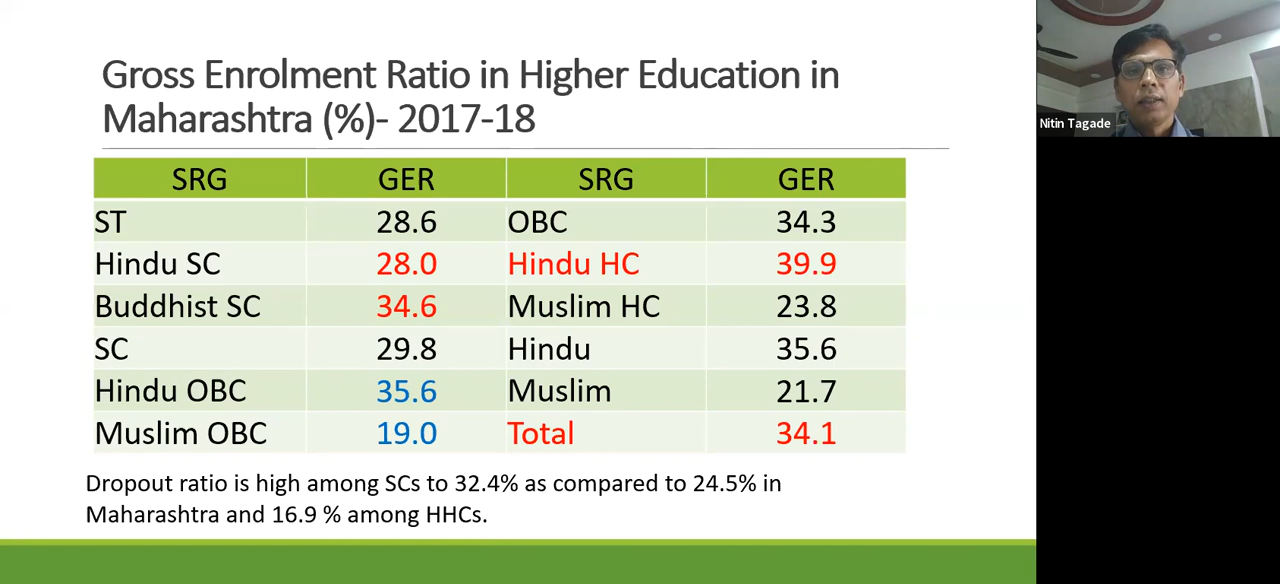 Gross Enrolment Ratio in Higher Education in
Maharashtra (%)- 2017-18
Nitin Tagade
SRG GER SRG GER
ST 28.6 OBC 34.3
Hindu SC 28.0 Hindu HC 39.9
Buddhist SC 34.6 Muslim HC 23.8
SC 29.8 Hindu 35.6
Hindu OBC 35.6 Muslim 21.7
Muslim OBC 19.0 Total 34.1
Dropout ratio is high among SCs to 32.4% as compared to 24.5% in
Maharashtra and 16.9 % among HHCs.